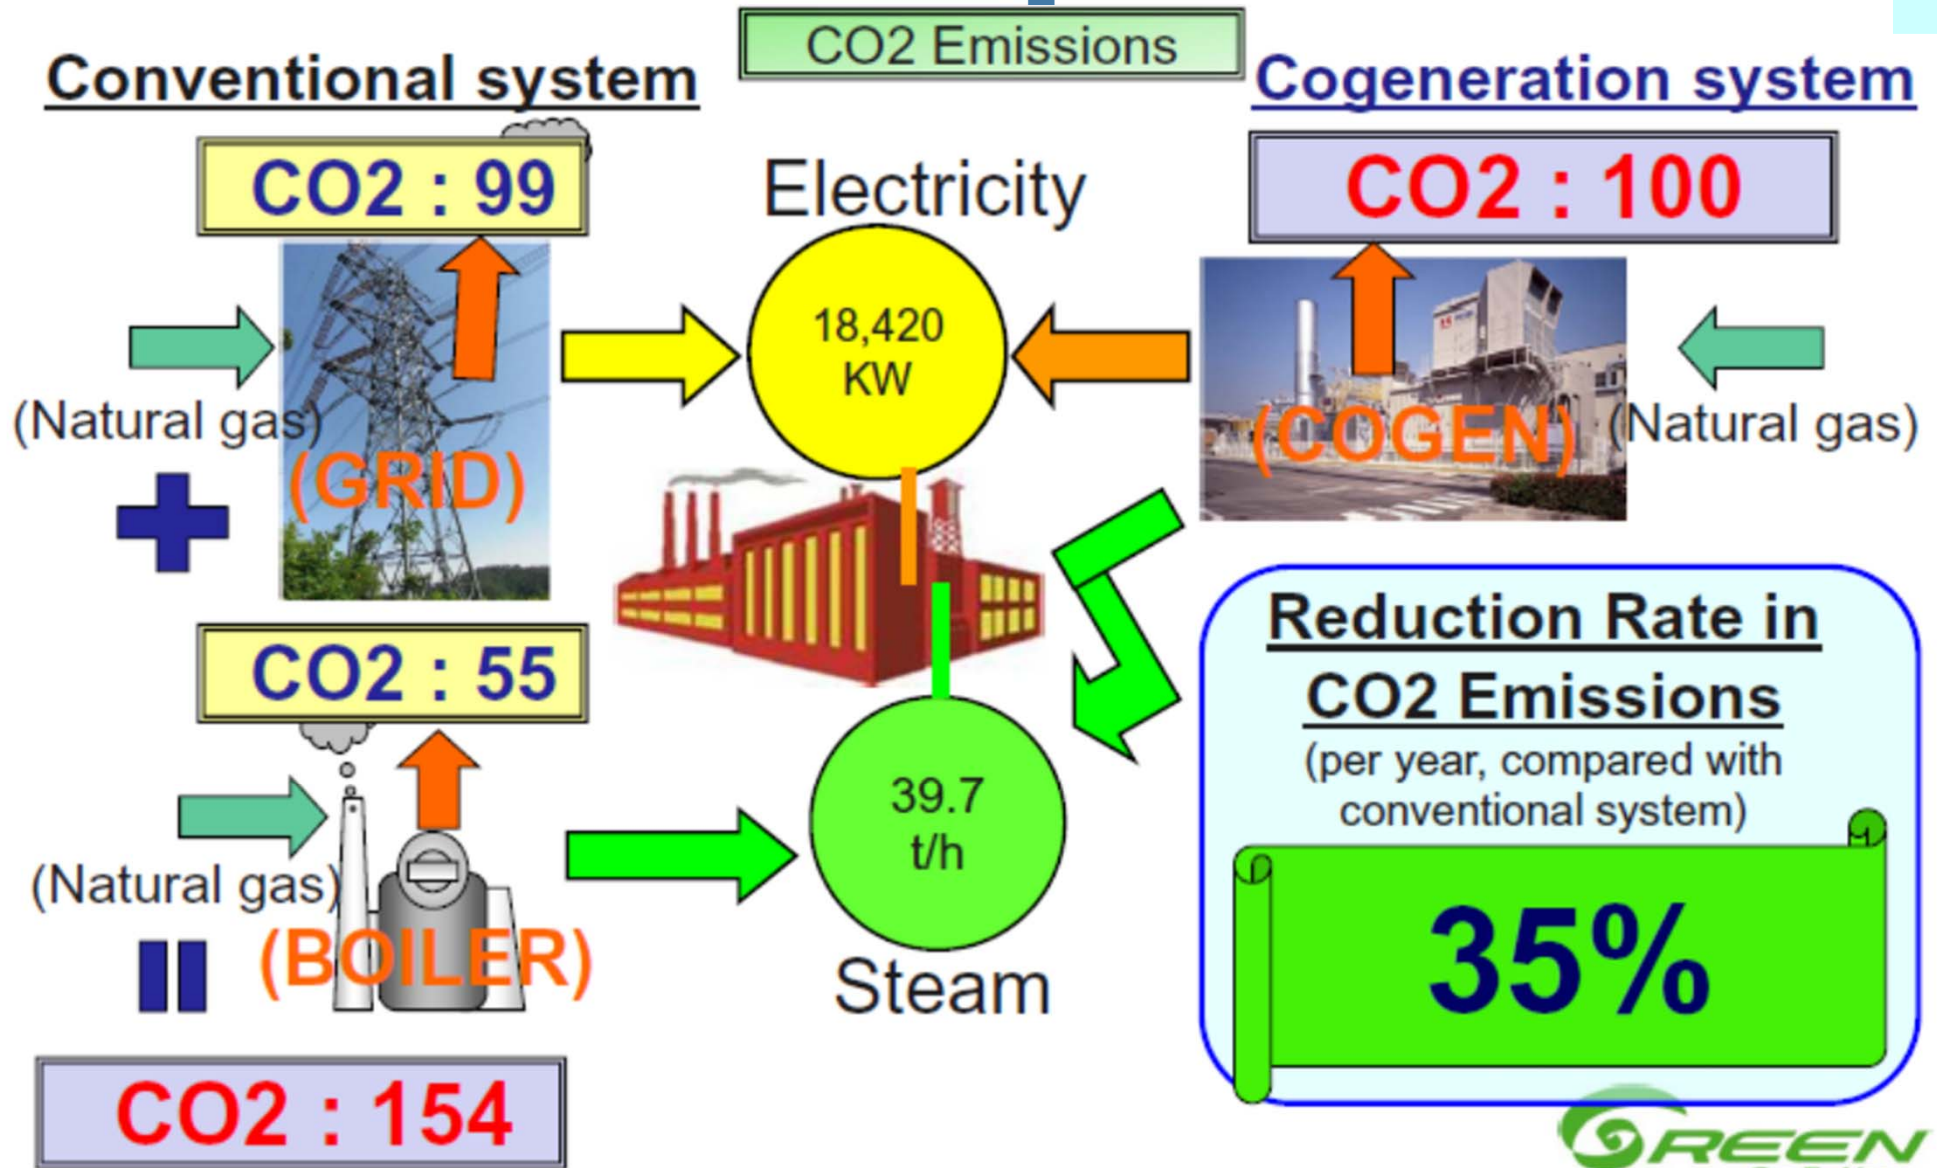 CO2 Emissions
Conventional system
Cogeneration system
CO2 : 99
Electricity
CO2 : 100
18,420
KW
(Natural gas)
(GRID)
(COGEN)
(Natural gas)
CO2 : 55
Reduction Rate in
CO2 Emissions
(per year, compared with
conventional system)
39.7
t/h
(Natural gas)
(BOILER)
Steam
35%
CO2 : 154
GREEN